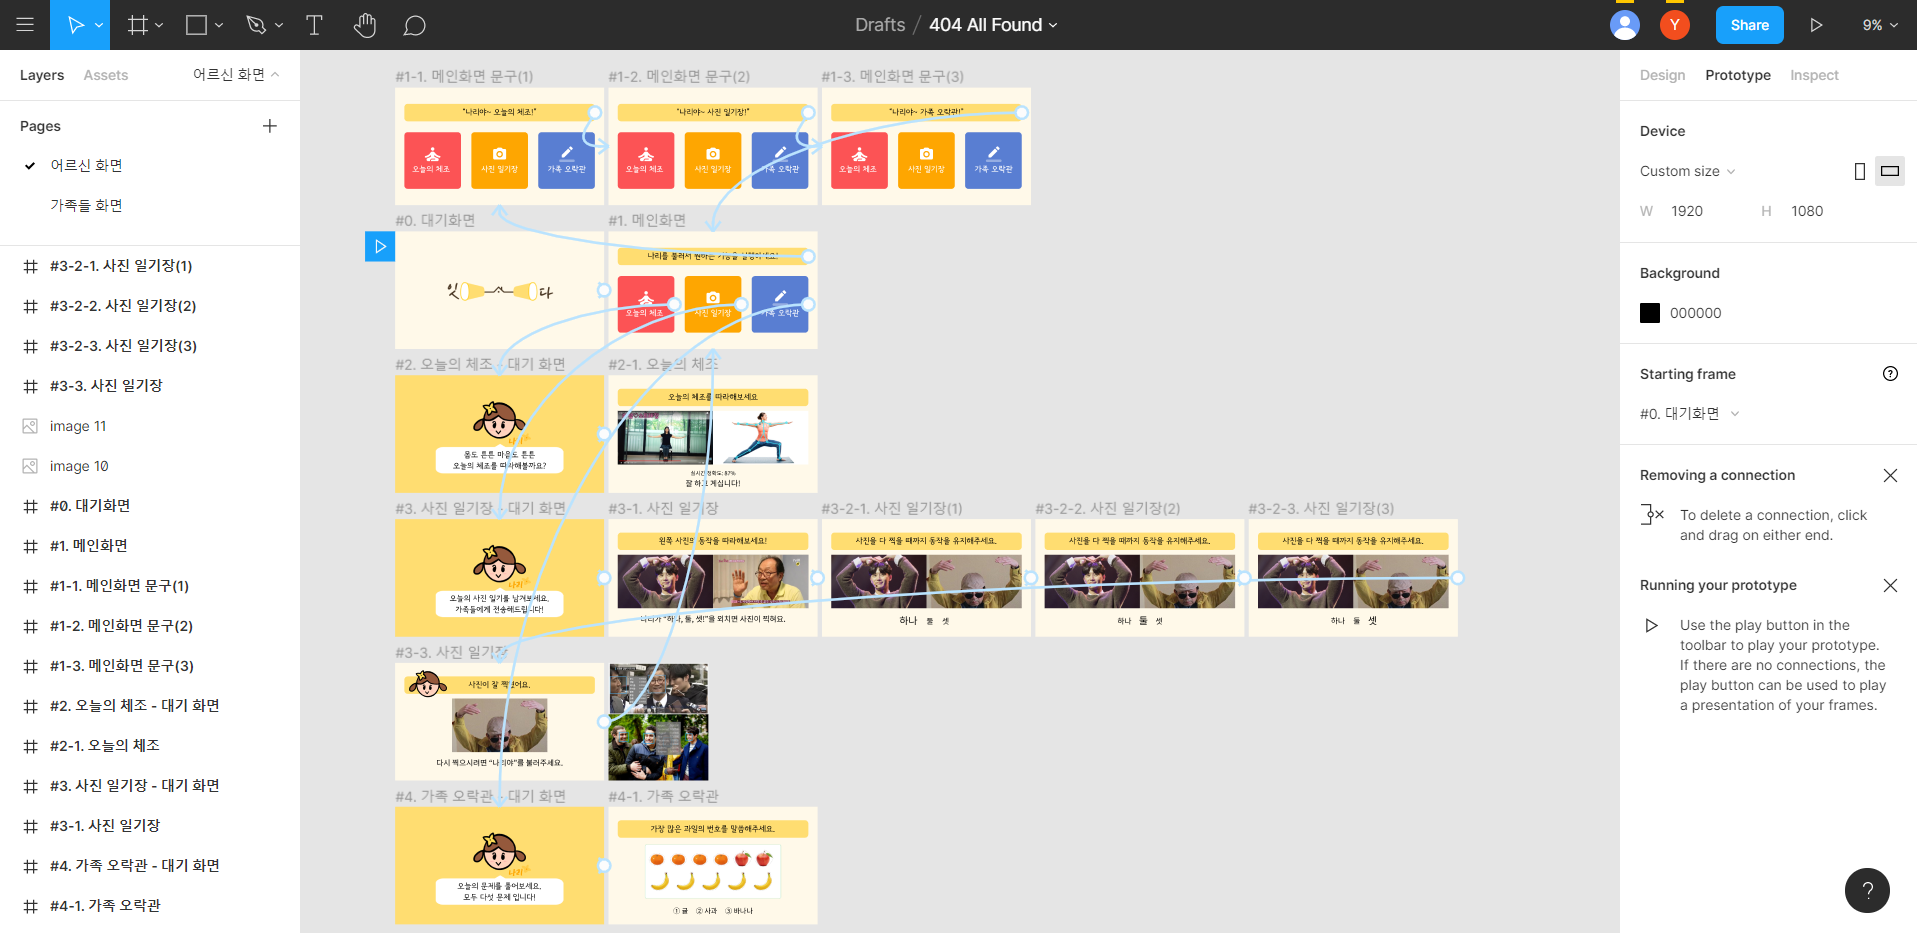 Drafts / 404 All Found
Y
Share
9%
Layers
Assets
어르신 화면
Pages
어르신 화면
가족들 화면
#3-2-1. 사진 일기장(1)
#3-2-2. 사진 일기장(2)
#3-2-3. 사진 일기장(3)
#3-3. 사진 일기장
image 11
image 10
#0. 대기화면
#1. 메인화면
#1-1. 메인화면 문구(1)
#1-2. 메인화면 문구(2)
#1-3. 메인화면 문구(3)
#2. 오늘의 체조 - 대기 화면
#2-1. 오늘의 체조
#3. 사진 일기장 - 대기 화면
#3-1. 사진 일기장
#4. 가족 오락관 - 대기 화면
#4-1. 가족 오락관
#1-1. 메인화면 문구(1)
"나리야~ 오늘의 체조!"
오늘의 체조
사진 일기장
가족 오락관
#1-2. 메인화면 문구(2)
"나리야~ 사진 일기장!"
오늘의 체조
사진 일기장
가족 오락관
#1-3. 메인화면 문구(3)
"나리야~ 가족 오락관!"
오늘의 체조
사진 일기장
가족 오락관
#0. 대기화면
잇
다
#1. 메인화면
나리를 불러서 원하는 기능을 실행하세요!
오늘의 체조
사진 일기장
가족 오락관
#2. 오늘의 체조 - 대기 화면
나리
몸도 튼튼 마음도 튼튼
오늘의 체조를 따라해볼까요?
#2-1. 오늘의 체조
오늘의 체조를 따라해보세요
실시간 정확도: 87%
잘 하고 계십니다!
#3. 사진 일기장 - 대기 화면
나리
오늘의 사진 일기를 남겨보세요.
가족들에게 전송해드립니다!
#3-1. 사진 일기장
왼쪽 사진의 동작을 따라해보세요!
나리가 "하나, 둘, 셋!"을 외치면 사진이 찍혀요.
#3-2-1. 사진 일기장(1)
사진을 다 찍을 때까지 동작을 유지해주세요.
하나 둘 셋
#3-2-2. 사진 일기장(2)
사진을 다 찍을 때까지 동작을 유지해주세요.
하나 둘 셋
#3-2-3. 사진 일기장(3)
사진을 다 찍을 때까지 동작을 유지해주세요.
하나 둘 셋
#3-3. 사진 일기장
사진이 잘 찍혔어요.
다시 찍으시려면 "나리야"를 불러주세요.
#4. 가족 오락관 - 대기 화면
나리
오늘의 문제를 풀어보세요.
모두 다섯 문제 입니다!
#4-1. 가족 오락관
가장 많은 과일의 번호를 말씀해주세요.
① 귤 ② 사과 ③ 바나나
Design
Prototype
Inspect
Device
Custom size
W 1920 H 1080
Background
000000
Starting frame
#0. 대기화면
Removing a connection
To delete a connection, click
and drag on either end.
Running your prototype
Use the play button in the
toolbar to play your prototype.
If there are no connections, the
play button can be used to play
a presentation of your frames.
?